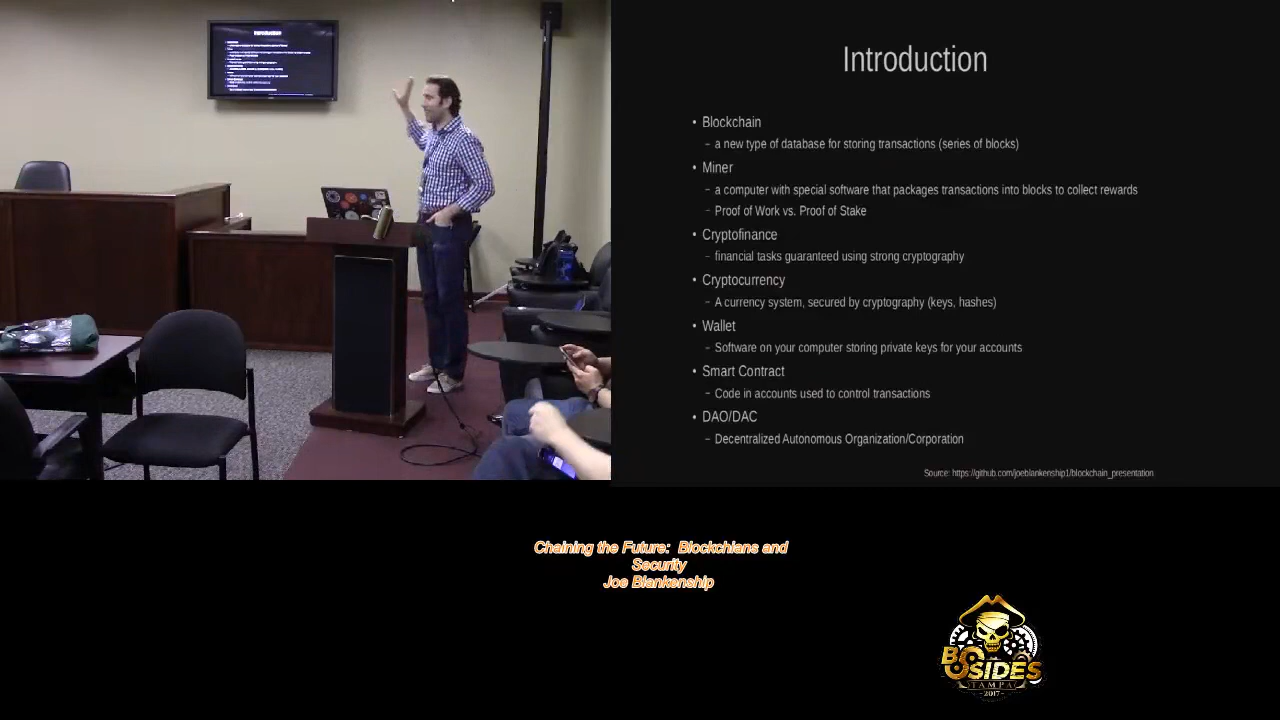 Introduction
• Blockchain
– a new type of database for storing transactions (series of blocks)
• Miner
– a computer with special software that packages transactions into blocks to collect rewards
– Proof of Work vs. Proof of Stake
• Cryptofinance
– financial tasks guaranteed using strong cryptography
• Cryptocurrency
– A currency system, secured by cryptography (keys, hashes)
• Wallet
– Software on your computer storing private keys for your accounts
• Smart Contract
– Code in accounts used to control transactions
• DAO/DAC
– Decentralized Autonomous Organization/Corporation
Source: https://github.com/joeblankenship1/blockchain_presentation
Chaining the Future: Blockchians and
Security
Joe Blankenship
BSIDES
TAMPA
-2017-